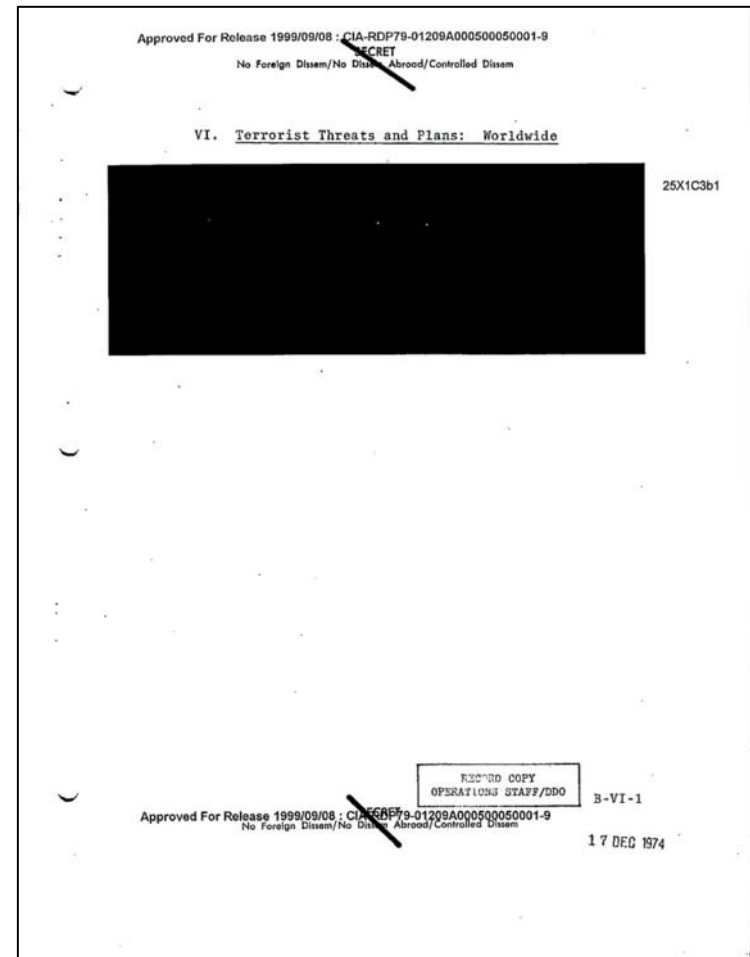 Approved For Release 1999/09/08 : CIA-RDP79-01209A000500050001-9
SECRET
No Foreign Dissem/No Dissem Abroad/Controlled Dissem
VI. Terrorist Threats and Plans: Worldwide
25X1C3b1
RECORD COPY
OPERATIONS STAFF/DDO
B-VI-1
SECRET
Approved For Release 1999/09/08 : CIA-RDP79-01209A000500050001-9
No Foreign Dissem/No Dissem Abroad/Controlled Dissem
17 DEC 1974